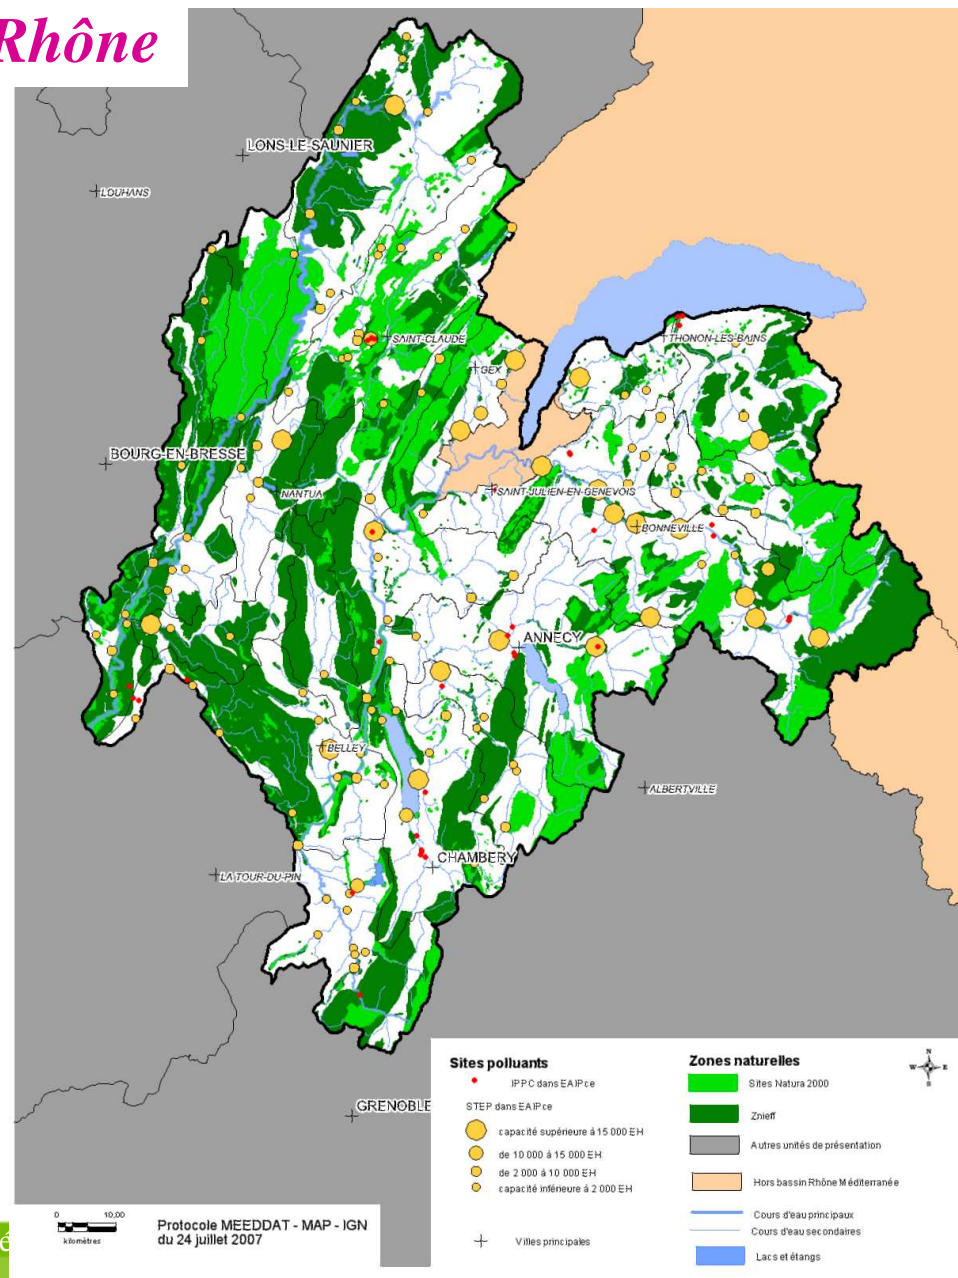 Rhône
LONS-LE-SAUNIER
LOUHANS
SAINT-CLAUDE
THONON-LES-BAINS
GEX
BOURG-EN-BRESSE
NANTUA
SAINT-JULIEN-EN-GENEVOIS
BONNEVILLE
ANNECY
BELLEY
ALBERTVILLE
CHAMBERY
LA TOUR-DU-PIN
GRENOBLE
Sites polluants
IPPC dans EAIPce
STEP dans EAIPce
capacité supérieure à 15 000 EH
de 10 000 à 15 000 EH
de 2 000 à 10 000 EH
capacité inférieure à 2 000 EH
Villes principales
Zones naturelles
Sites Natura 2000
Znieff
Autres unités de présentation
Hors bassin Rhône Méditerranée
Cours d'eau principaux
Cours d'eau secondaires
Lacs et étangs
N
W E
S
0 10,00
kilomètres
Protocole MEEDDAT - MAP - IGN
du 24 juillet 2007